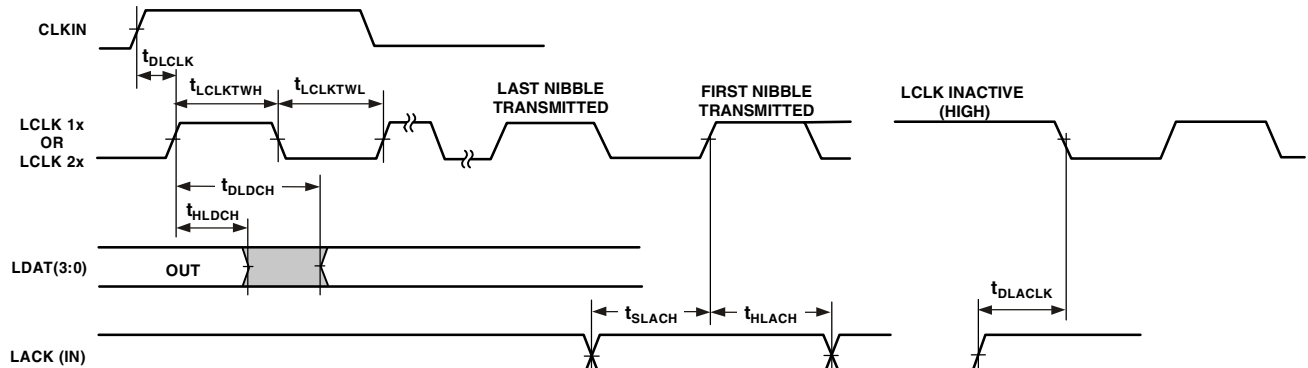 CLKIN
tDLCLK
tLCLKTWH
tLCLKTWL
LAST NIBBLE
TRANSMITTED
FIRST NIBBLE
TRANSMITTED
LCLK INACTIVE
(HIGH)
LCLK 1x
OR
LCLK 2x
tDLDCH
tHLDCH
LDAT(3:0)
OUT
tSLACH
tHLACH
tDLACLK
LACK (IN)